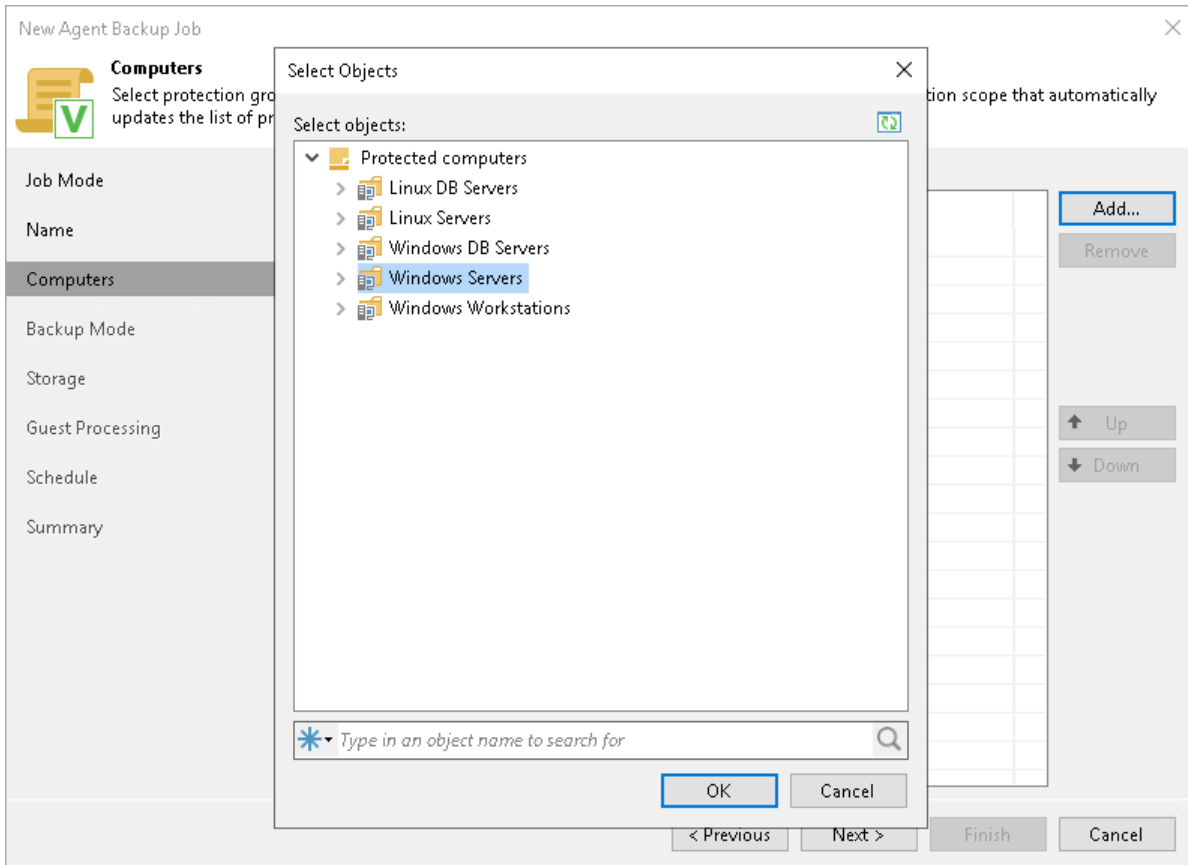 New Agent Backup Job
Computers
Select protection gro
tion scope that automatically
updates the list of pr
Job Mode
Name
Computers
Backup Mode
Storage
Guest Processing
Schedule
Summary
Select Objects
Select objects:
Protected computers
Linux DB Servers
Linux Servers
Windows DB Servers
Windows Servers
Windows Workstations
Type in an object name to search for
OK
Cancel
Add...
Remove
Up
Down
< Previous
Next >
Finish
Cancel